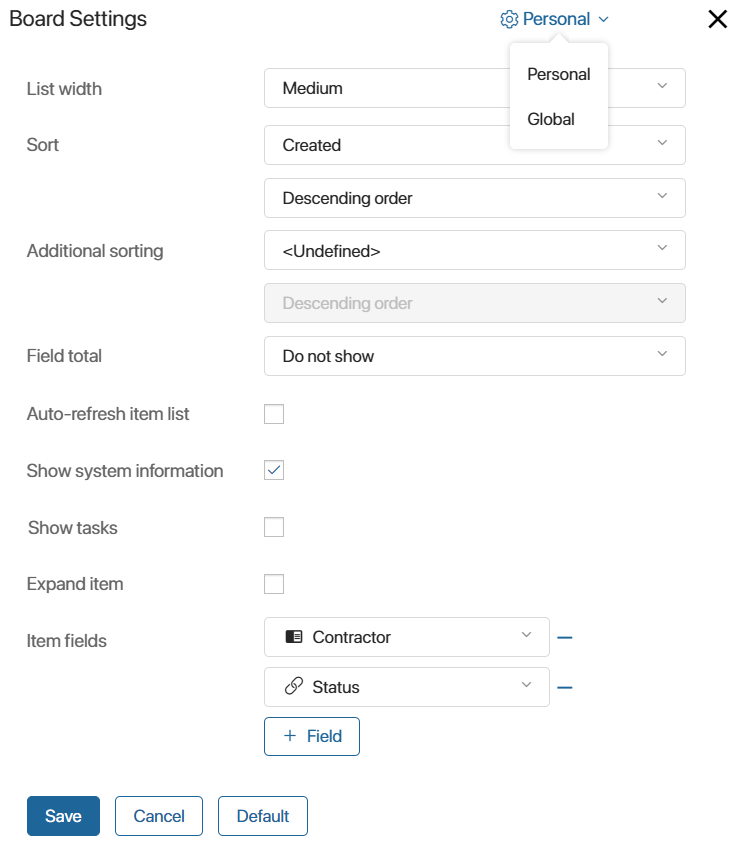 Board Settings
Personal
Personal
Global
List width
Medium
Sort
Created
Descending order
Additional sorting
<Undefined>
Descending order
Field total
Do not show
Auto-refresh item list
Show system information
Show tasks
Expand item
Item fields
Contractor
Status
+ Field
Save
Cancel
Default